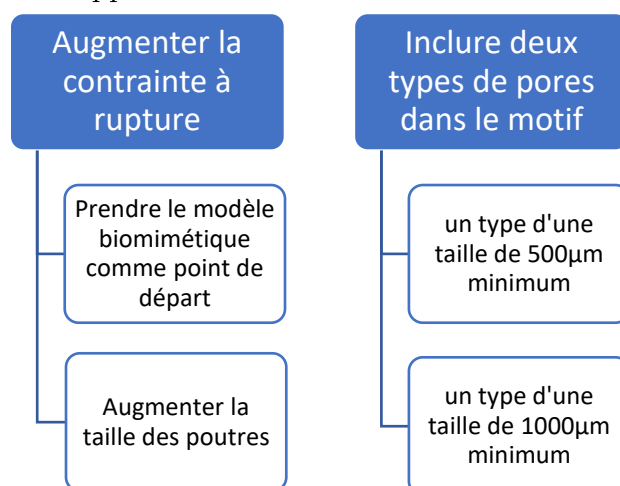 Augmenter la
contrainte à
rupture
Prendre le modèle
biomimétique
comme point de
départ
Augmenter la
taille des poutres
Inclure deux
types de pores
dans le motif
un type d'une
taille de 500µm
minimum
un type d'une
taille de 1000µm
minimum